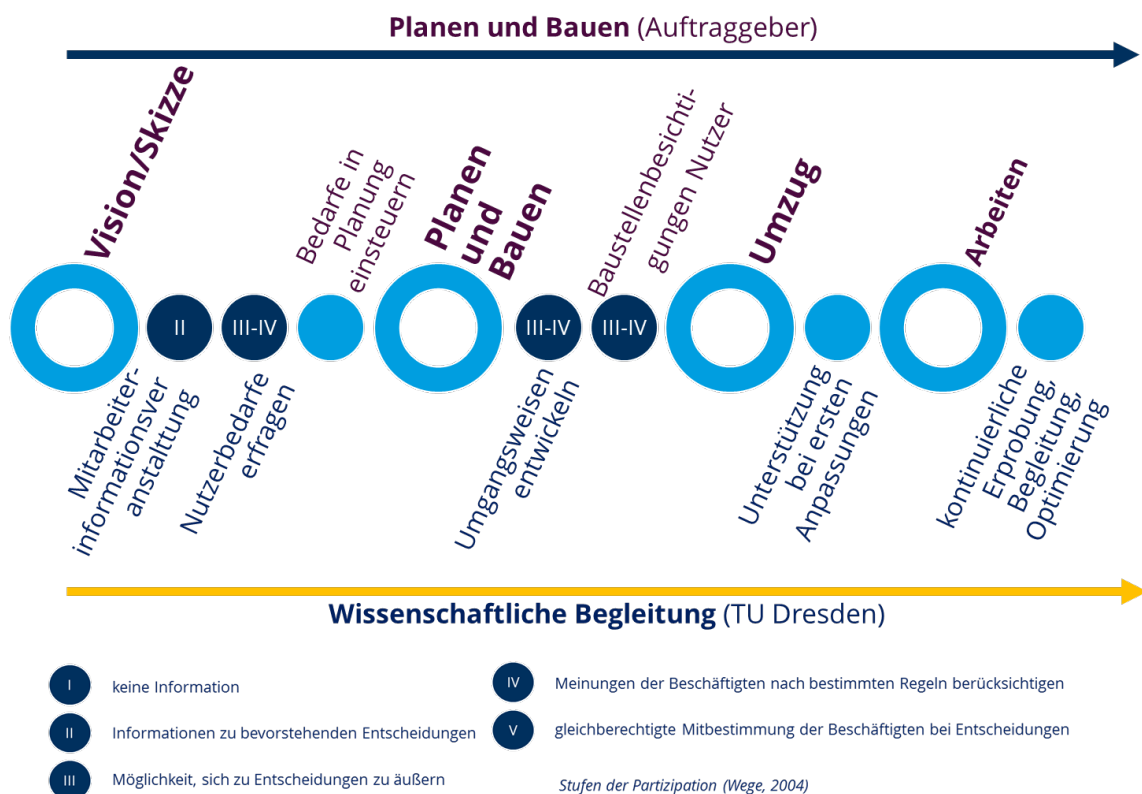 Planen und Bauen (Auftraggeber)
Vision/Skizze
Bedarfe in
Planung
einsteuern
Planen
und
Bauen
Baustellenbesichti-
gungen Nutzer
Umzug
Arbeiten
II
III-IV
III-IV
III-IV
Mitarbeiter-
informationsver
anstalttung
Nutzerbedarfe
erfragen
Umgangsweisen
entwickeln
Unterstützung
bei ersten
Anpassungen
kontinuierliche
Erprobung,
Begleitung,
Optimierung
Wissenschaftliche Begleitung (TU Dresden)
I keine Information
II Informationen zu bevorstehenden Entscheidungen
III Möglichkeit, sich zu Entscheidungen zu äußern
IV Meinungen der Beschäftigten nach bestimmten Regeln berücksichtigen
V gleichberechtigte Mitbestimmung der Beschäftigten bei Entscheidungen
Stufen der Partizipation (Wege, 2004)